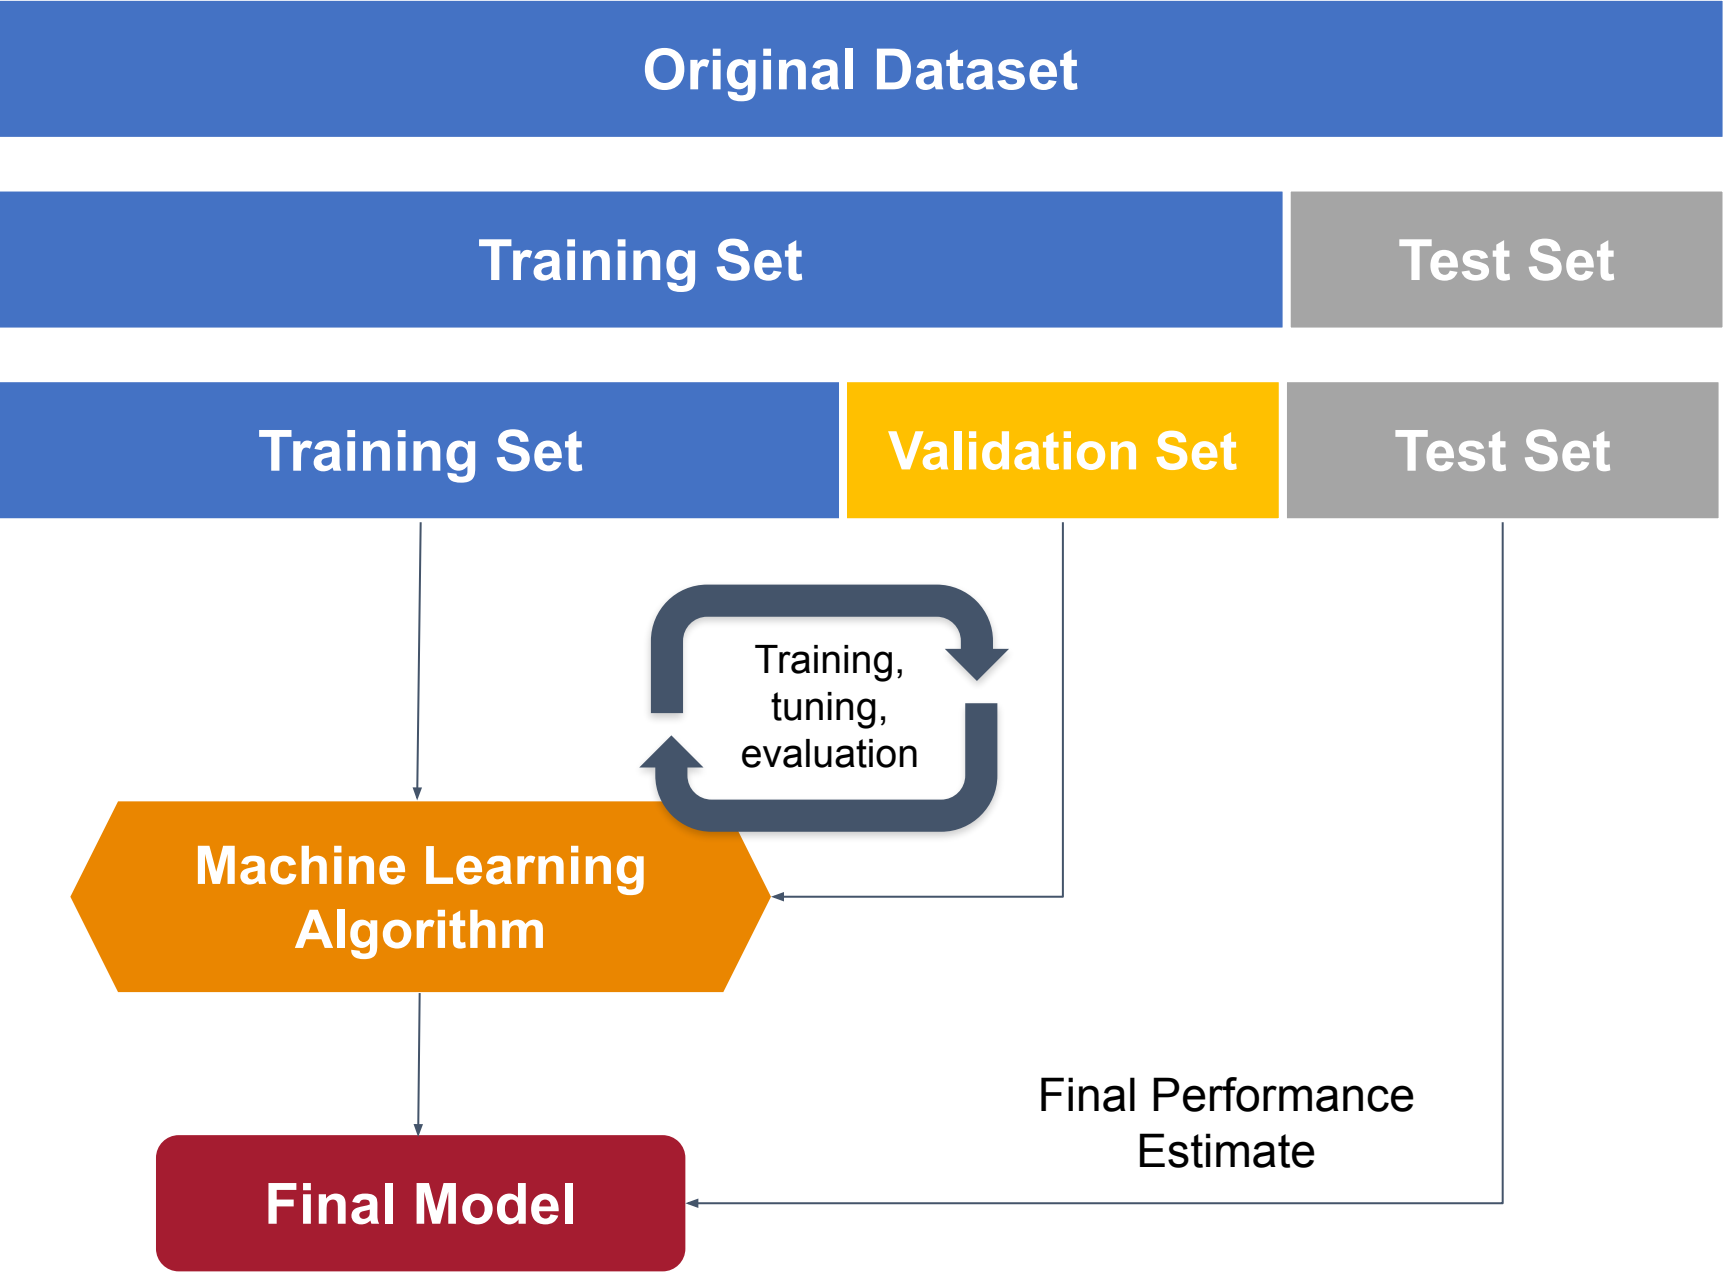 Original Dataset
Training Set
Test Set
Training Set
Validation Set
Test Set
Training,
tuning,
evaluation
Machine Learning
Algorithm
Final Performance
Estimate
Final Model